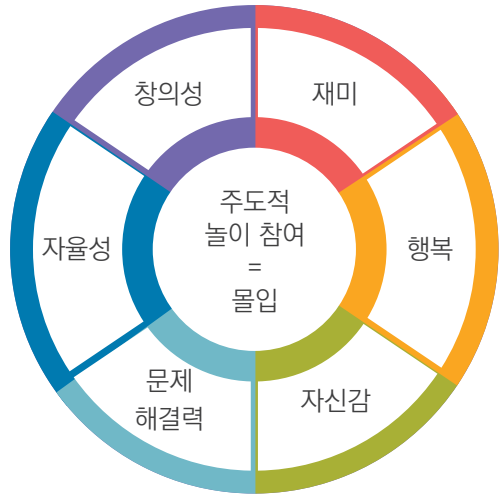 창의성
재미
자율성
주도적
놀이 참여
=
몰입
행복
문제
해결력
자신감